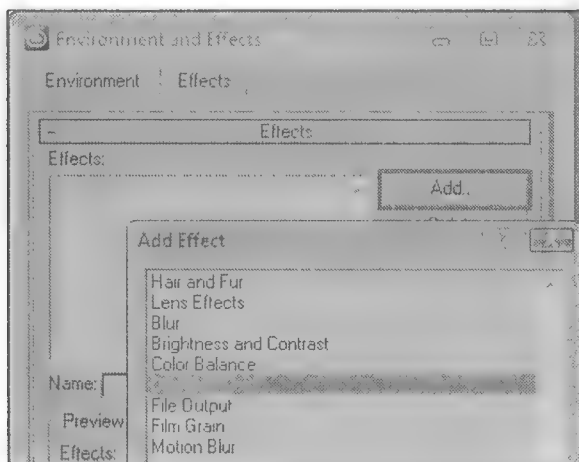 Environment and Effects
Environment Effects
- Effects
Effects:
Add..
Add Effect
Hair and Fur
Lens Effects
Blur
Brightness and Contrast
Color Balance
File Output
Film Grain
Motion Blur
Name:
Preview
Effects: